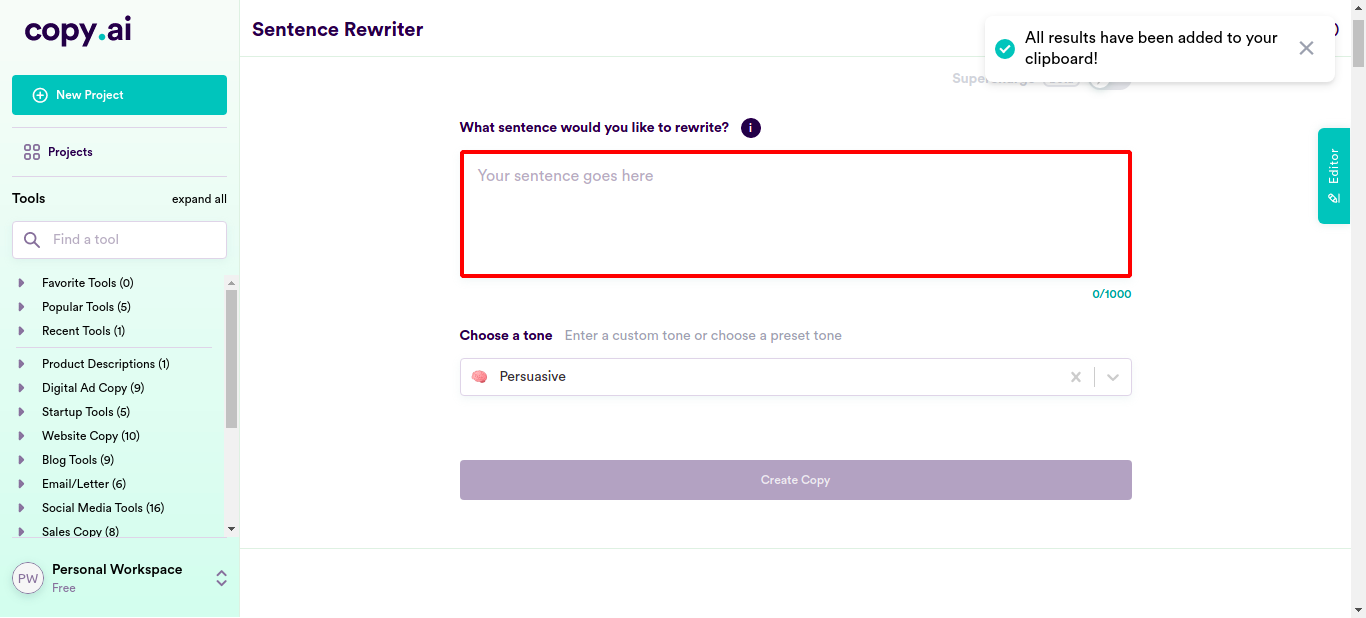 copy.ai
New Project
Projects
Tools
expand all
Find a tool
Favorite Tools (0)
Popular Tools (5)
Recent Tools (1)
Product Descriptions (1)
Digital Ad Copy (9)
Startup Tools (5)
Website Copy (10)
Blog Tools (9)
Email/Letter (6)
Social Media Tools (16)
Sales Copy (8)
PW
Personal Workspace
Free
Sentence Rewriter
All results have been added to your
clipboard!
What sentence would you like to rewrite?
Your sentence goes here
0/1000
Choose a tone Enter a custom tone or choose a preset tone
Persuasive
Create Copy
Editor